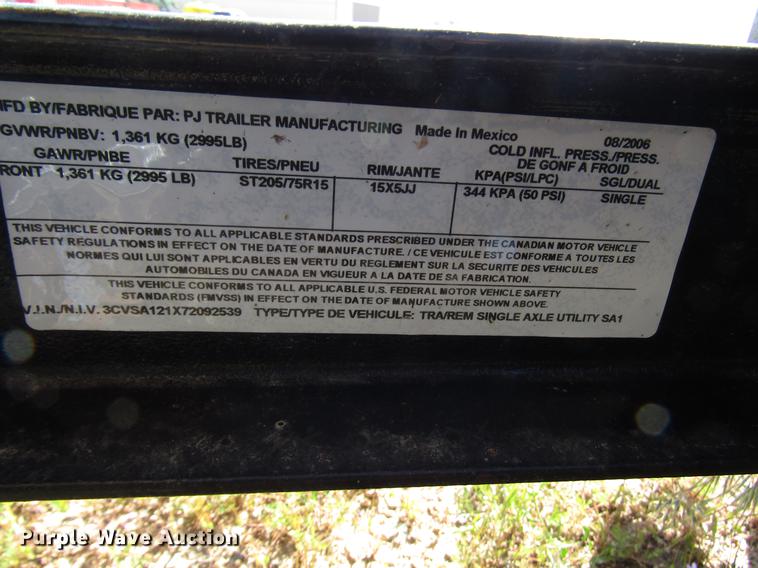 MFD BY/FABRIQUE PAR: PJ TRAILER MANUFACTURING Made In Mexico 08/2006
GVWR/PNBV: 1,361 KG (2995LB) COLD INFL. PRESS./PRESS.
DE GONF A FROID
GAWR/PNBE TIRES/PNEU RIM/JANTE KPA(PSI/LPC) SGL/DUAL
RONT 1,361 KG (2995 LB) ST205/75R15 15X5JJ 344 KPA (50 PSI) SINGLE
THIS VEHICLE CONFORMS TO ALL APPLICABLE STANDARDS PRESCRIBED UNDER THE CANADIAN MOTOR VEHICLE
SAFETY REGULATIONS IN EFFECT ON THE DATE OF MANUFACTURE. / CE VEHICULE EST CONFORME A TOUTES LES
NORMES QUI LUI SONT APPLICABLES EN VERTU DU REGLEMENT SUR LA SECURITE DES VEHICULES
AUTOMOBILES DU CANADA EN VIGUEUR A LA DATE DE SA FABRICATION.
THIS VEHICLE CONFORMS TO ALL APPLICABLE U.S. FEDERAL MOTOR VEHICLE SAFETY
STANDARDS (FMVSS) IN EFFECT ON THE DATE OF MANUFACTURE SHOWN ABOVE.
V.I.N./N.I.V. 3CVSA121X72092539 TYPE/TYPE DE VEHICULE: TRA/REM SINGLE AXLE UTILITY SA1
Purple Wave Auction